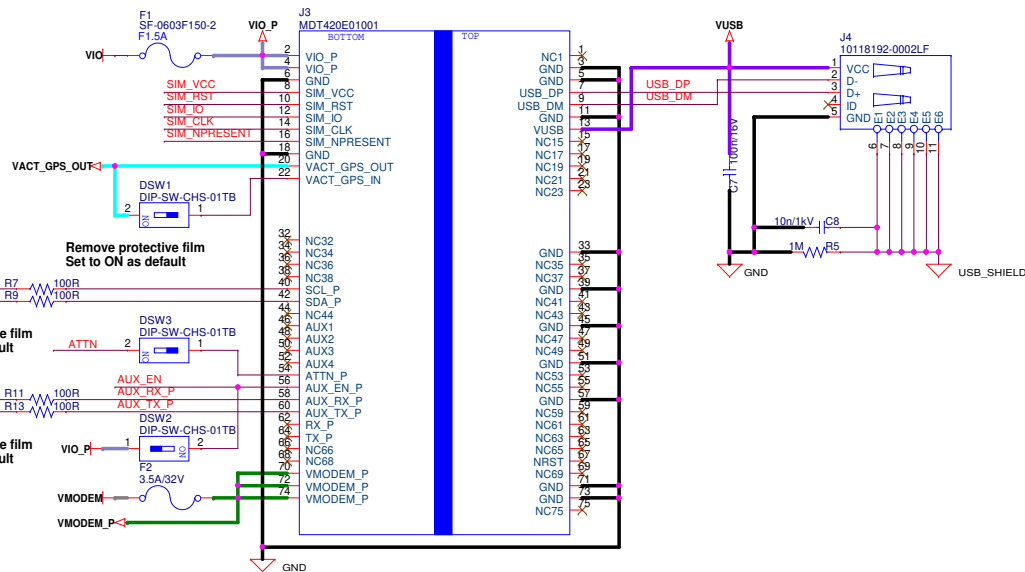 F1
SF-0603F150-2
F1.5A
VIO_P
VIO
J3
MDT420E01001
BOTTOM
TOP
2 VIO_P
4 VIO_P
6 GND
SIM_VCC 8 SIM_VCC
SIM_RST 10 SIM_RST
SIM_IO 12 SIM_IO
SIM_CLK 14 SIM_CLK
SIM_NPRESENT 16 SIM_NPRESENT
18 GND
VACT_GPS_OUT 20 VACT_GPS_OUT
22 VACT_GPS_IN
DSW1
DIP-SW-CHS-01TB
2 NO 1
Remove protective film
Set to ON as default
32 NC32
34 NC34
36 NC36
38 NC38
R7 100R 40 SCL_P
R9 100R 42 SDA_P
44 NC44
46 AUX1
48 AUX2
50 AUX3
52 AUX4
54 ATTN_P
DSW3
DIP-SW-CHS-01TB
e film
ult
ATTN 2 NO 1
AUX_EN 56 AUX_EN_P
R11 100R AUX_RX_P 58 AUX_RX_P
R13 100R AUX_TX_P 60 AUX_TX_P
62 RX_P
64 TX_P
66 NC66
68 NC68
70 VMODEM_P
72 VMODEM_P
74 VMODEM_P
DSW2
DIP-SW-CHS-01TB
e film
ult
VIO_P 1 ON 2
F2
3.5A/32V
VMODEM
VMODEM_P
GND
NC1 1
GND 3
GND 5
USB_DP 7 USB_DP
USB_DM 9 USB_DM
GND 11
VUSB 13
NC15 15
NC17 17
NC19 19
NC21 21
NC23 23
GND 33
NC35 35
NC37 37
GND 39
NC41 41
NC43 43
GND 45
NC47 47
NC49 49
GND 51
NC53 53
NC55 55
GND 57
NC59 59
NC61 61
NC63 63
NC65 65
NRST 67
NC69 69
GND 71
GND 73
NC75 75
VUSB
C7 100n/16V
GND
J4
10118192-0002LF
1 VCC
2 D-
3 D+
4 ID
5 GND
E1 E2 E3 E4 E5 E6
6 7 8 9 10 11
10n/1kV C8
1M R5
USB_SHIELD